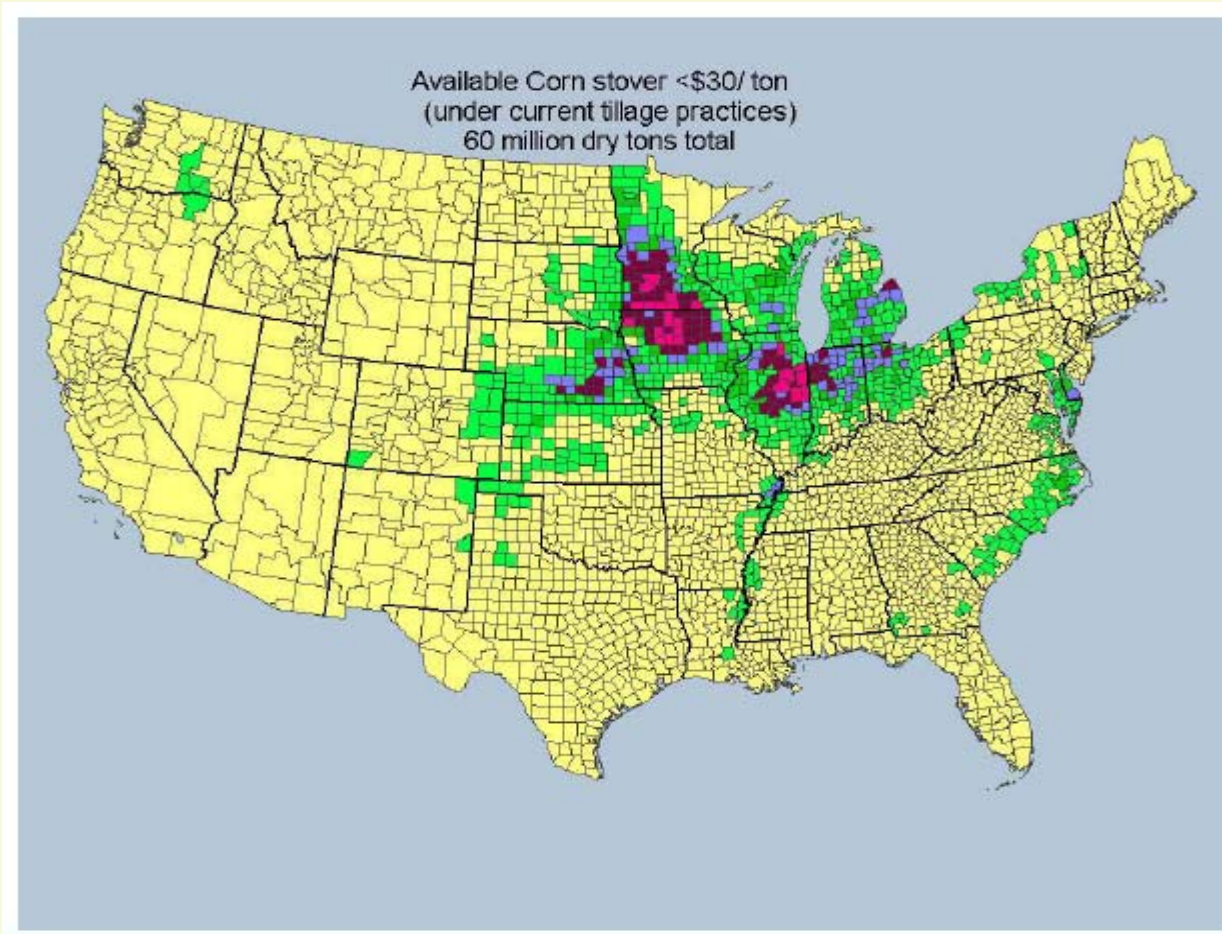 Available Corn stover <$30/ ton
(under current tillage practices)
60 million dry tons total